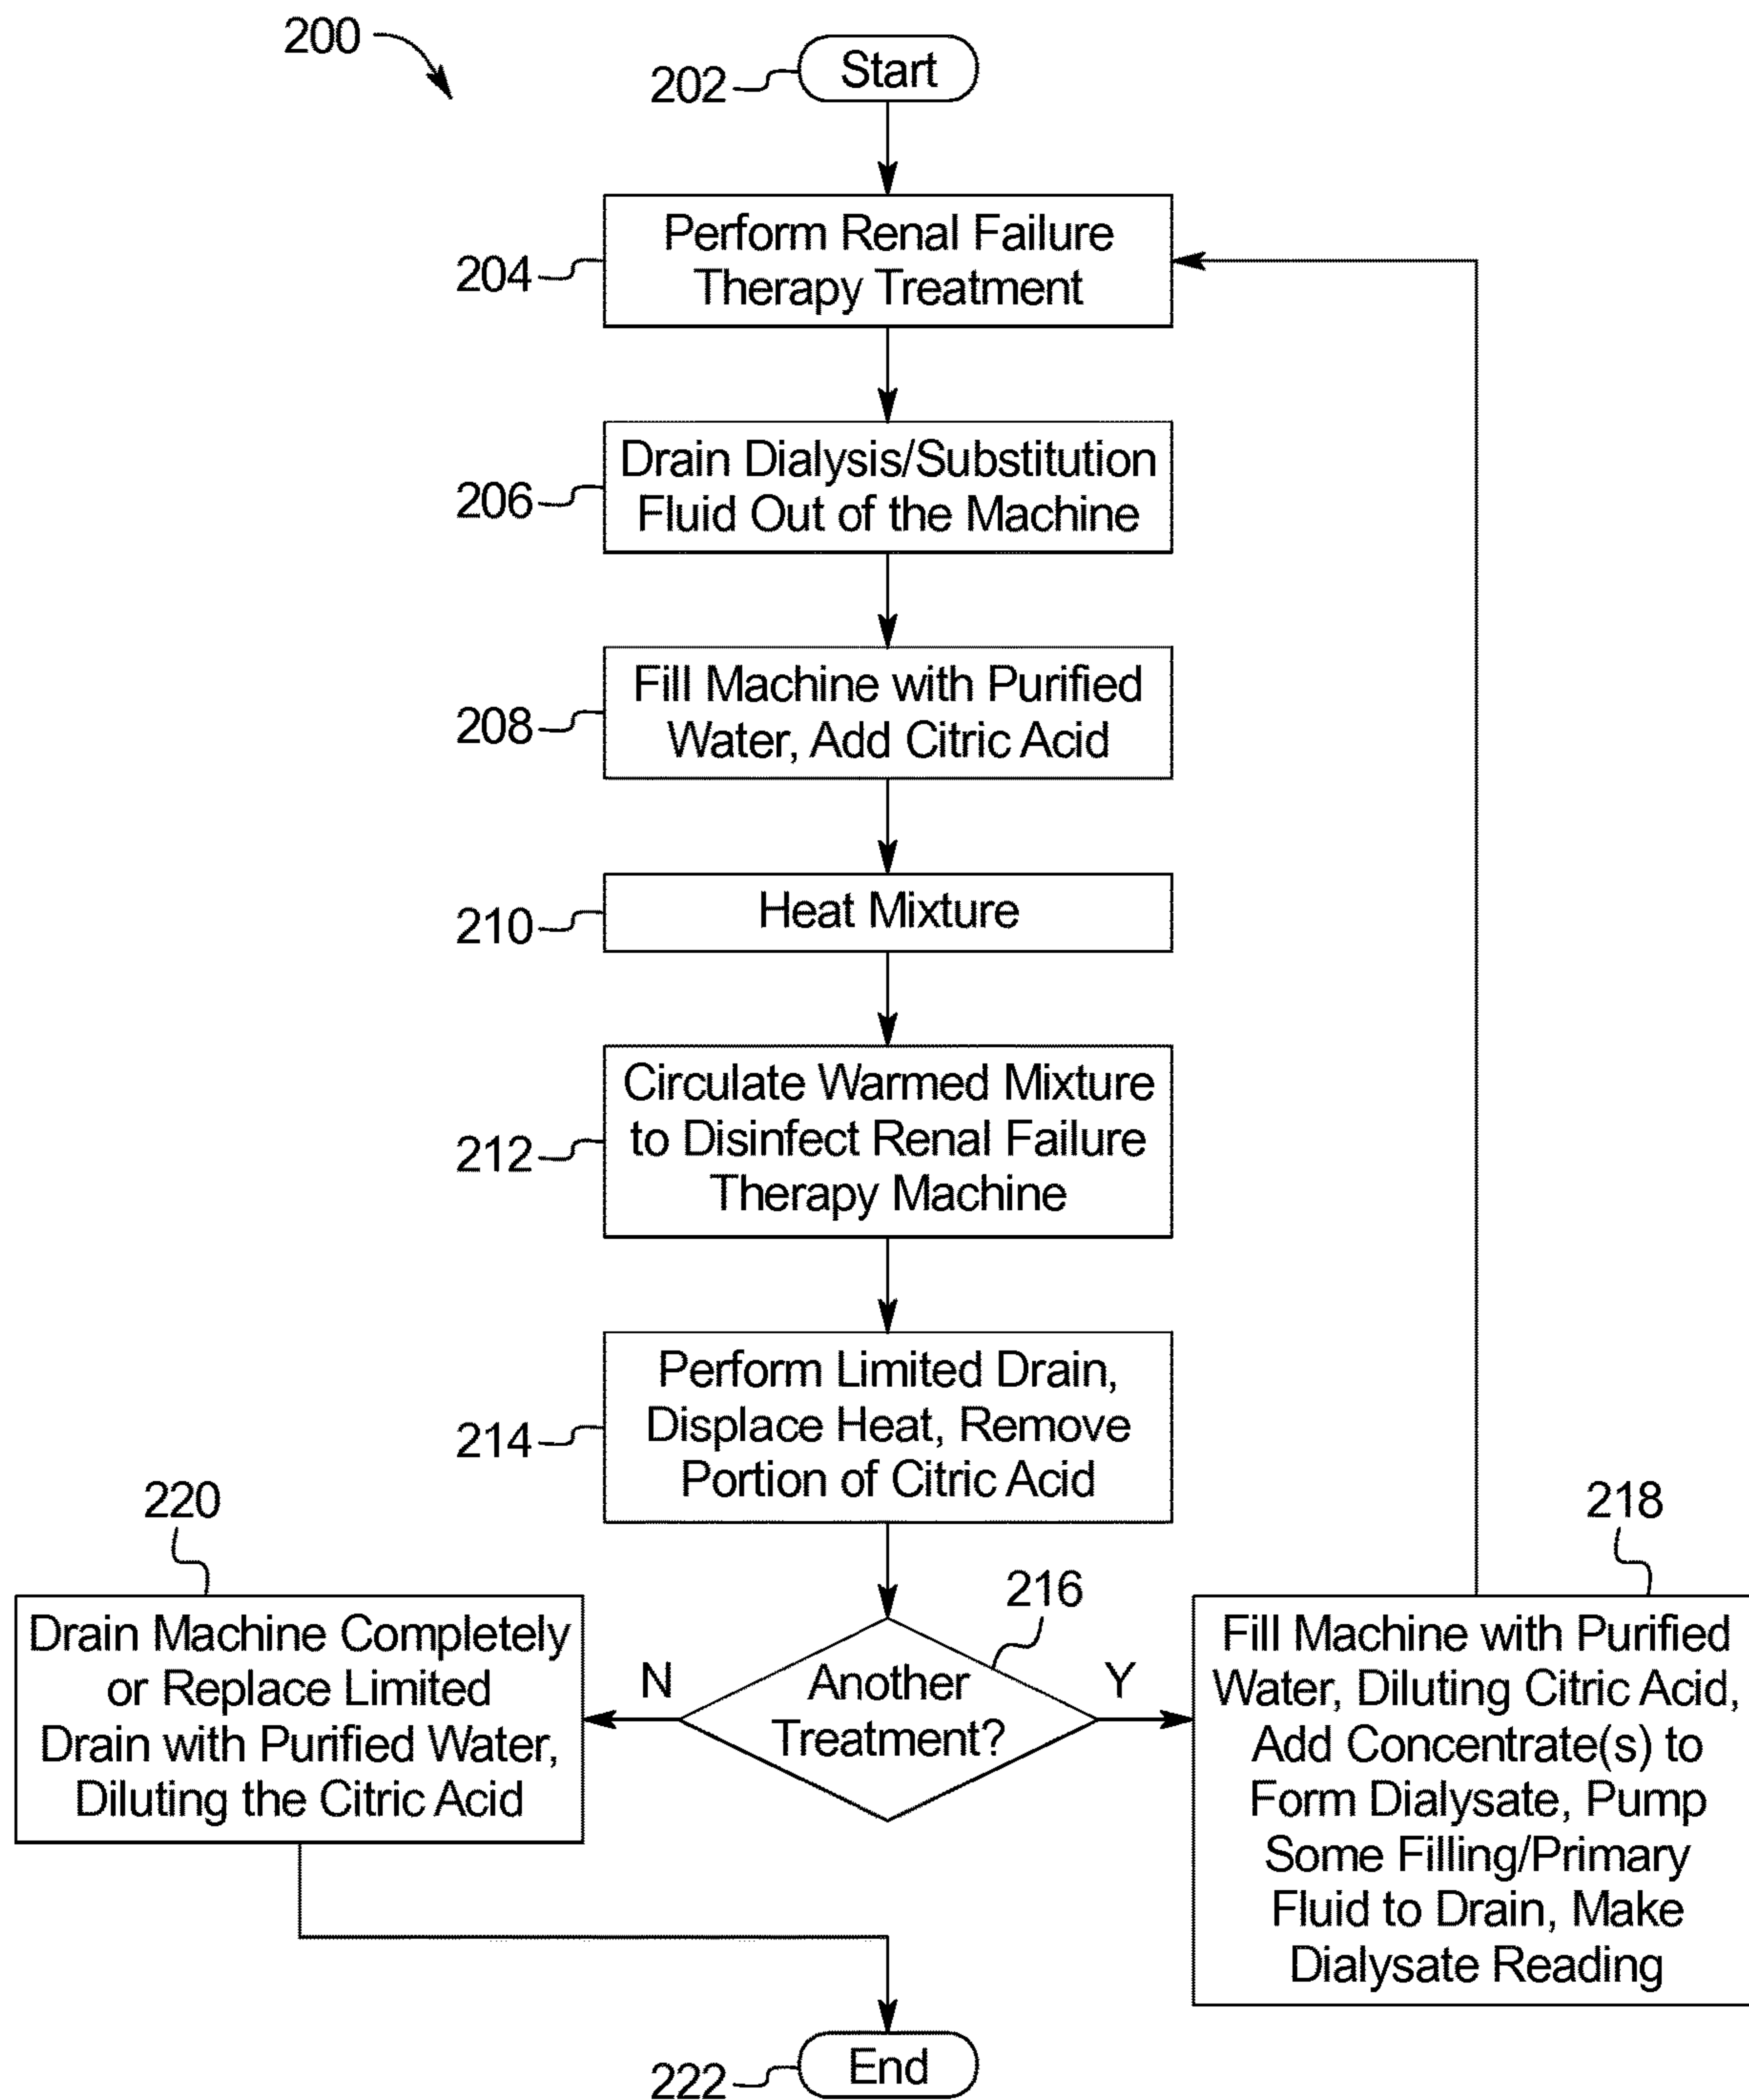 200
202
Start
204
Perform Renal Failure
Therapy Treatment
206
Drain Dialysis/Substitution
Fluid Out of the Machine
208
Fill Machine with Purified
Water, Add Citric Acid
210
Heat Mixture
212
Circulate Warmed Mixture
to Disinfect Renal Failure
Therapy Machine
214
Perform Limited Drain,
Displace Heat, Remove
Portion of Citric Acid
216
Another
Treatment?
N
Y
220
Drain Machine Completely
or Replace Limited
Drain with Purified Water,
Diluting the Citric Acid
218
Fill Machine with Purified
Water, Diluting Citric Acid,
Add Concentrate(s) to
Form Dialysate, Pump
Some Filling/Primary
Fluid to Drain, Make
Dialysate Reading
222
End